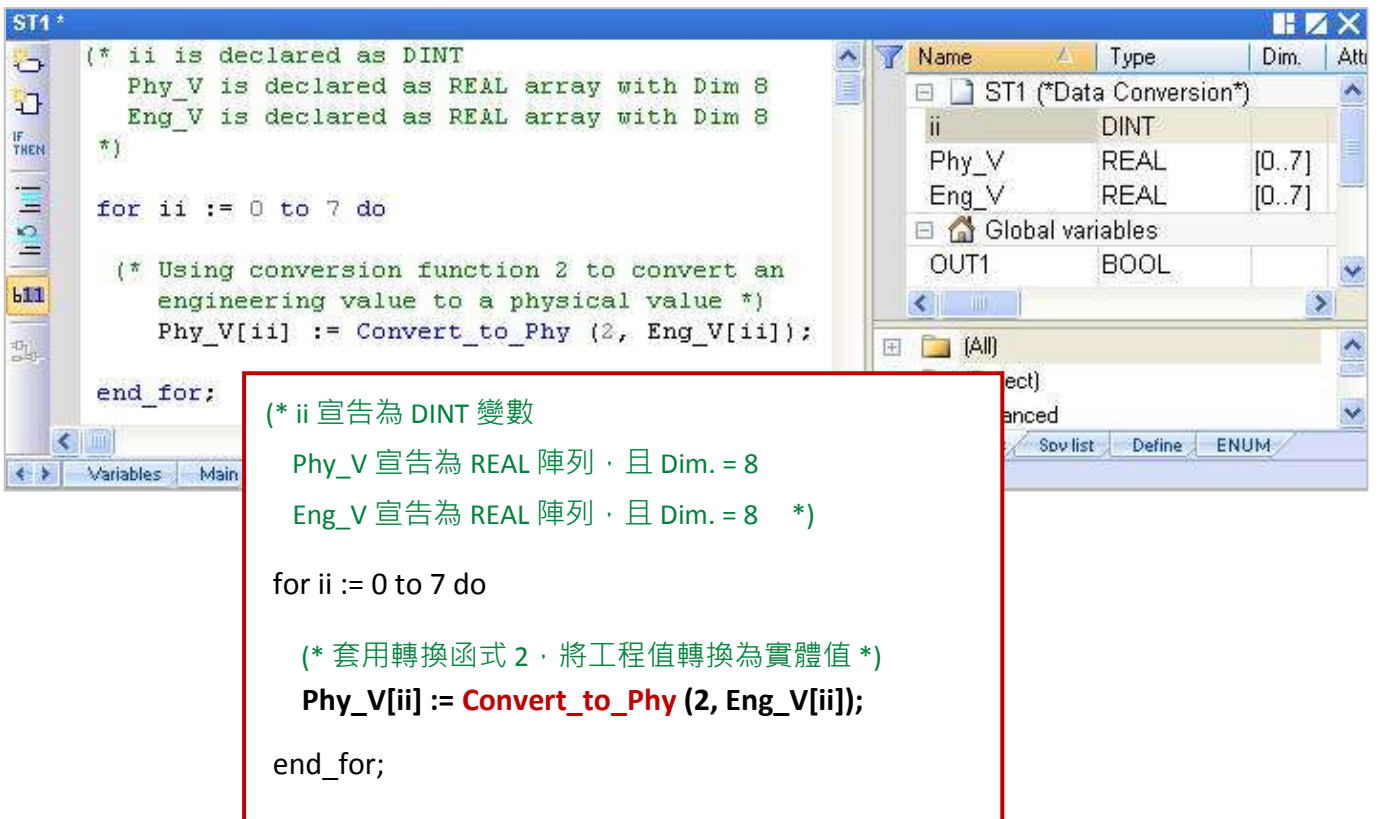 ST1 *
(* ii is declared as DINT
Phy_V is declared as REAL array with Dim 8
Eng_V is declared as REAL array with Dim 8
*)
for ii := 0 to 7 do
(* Using conversion function 2 to convert an
engineering value to a physical value *)
Phy_V[ii] := Convert_to_Phy (2, Eng_V[ii]);
end_for;
IF
THEN
b11
Variables Main
Name Type Dim. Att
ST1 (*Data Conversion*)
ii DINT
Phy_V REAL [0..7]
Eng_V REAL [0..7]
Global variables
OUT1 BOOL
(All)
ect)
anced
Spy list Define ENUM
(* ii 宣告為 DINT 變數
Phy_V 宣告為 REAL 陣列，且 Dim. = 8
Eng_V 宣告為 REAL 陣列，且 Dim. = 8 *)
for ii := 0 to 7 do
(* 套用轉換函式 2，將工程值轉換為實體值 *)
Phy_V[ii] := Convert_to_Phy (2, Eng_V[ii]);
end_for;